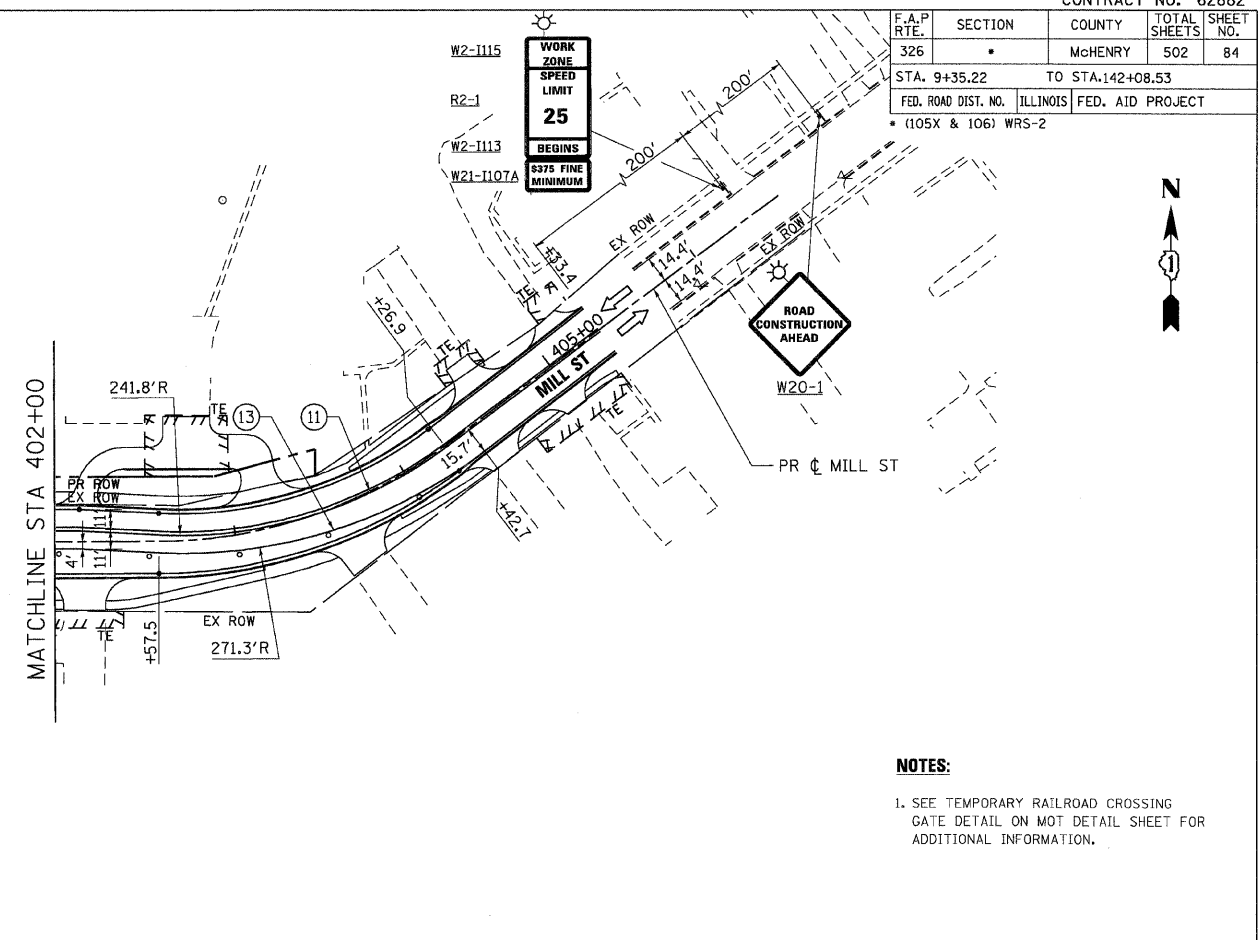 CONTRACT NO. 62882
F.A.P RTE.
SECTION
COUNTY
TOTAL SHEETS
SHEET NO.
326
*
McHENRY
502
84
STA. 9+35.22 TO STA.142+08.53
FED. ROAD DIST. NO.
ILLINOIS
FED. AID PROJECT
* (105X & 106) WRS-2
W2-I115
R2-1
W2-I113
W21-I107A
WORK
ZONE
SPEED
LIMIT
25
BEGINS
$375 FINE
MINIMUM
200'
200'
EX ROW
EX ROW
14.4'
14.4'
+33.4
TE
+26.9
TE
405+00
MILL ST
ROAD
CONSTRUCTION
AHEAD
W20-1
N
1
241.8'R
TE
13
11
TE
15.7'
PR ℄ MILL ST
PR ROW
EX ROW
+42.7
11'
11'
4'
MATCHLINE STA 402+00
TE
+57.5
EX ROW
271.3'R
NOTES:
1. SEE TEMPORARY RAILROAD CROSSING
GATE DETAIL ON MOT DETAIL SHEET FOR
ADDITIONAL INFORMATION.